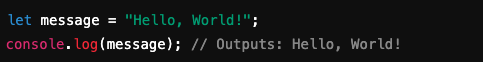 let message = "Hello, World!";
console.log(message); // Outputs: Hello, World!